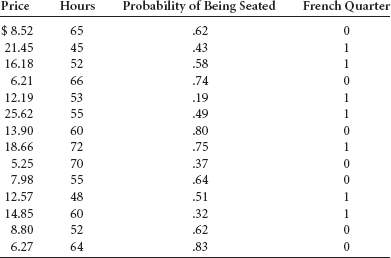 Price Hours Probability of Being Seated French Quarter
$ 8.52 65 .62 0
21.45 45 .43 1
16.18 52 .58 1
6.21 66 .74 0
12.19 53 .19 1
25.62 55 .49 1
13.90 60 .80 0
18.66 72 .75 1
5.25 70 .37 0
7.98 55 .64 0
12.57 48 .51 1
14.85 60 .32 1
8.80 52 .62 0
6.27 64 .83 0